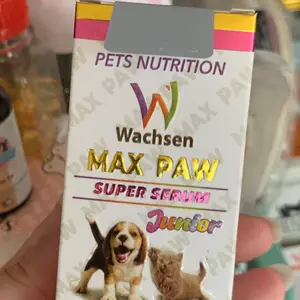 PETS NUTRITION
Wachsen
MAX PAW
SUPER SERUM
Junior